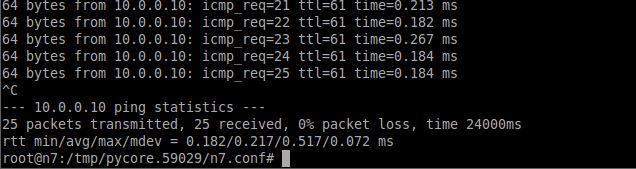 64 bytes from 10.0.0.10: icmp_req=21 ttl=61 time=0.213 ms
64 bytes from 10.0.0.10: icmp_req=22 ttl=61 time=0.182 ms
64 bytes from 10.0.0.10: icmp_req=23 ttl=61 time=0.267 ms
64 bytes from 10.0.0.10: icmp_req=24 ttl=61 time=0.184 ms
64 bytes from 10.0.0.10: icmp_req=25 ttl=61 time=0.184 ms
^C
--- 10.0.0.10 ping statistics ---
25 packets transmitted, 25 received, 0% packet loss, time 24000ms
rtt min/avg/max/mdev = 0.182/0.217/0.517/0.072 ms
root@n7:/tmp/pycore.59029/n7.conf#